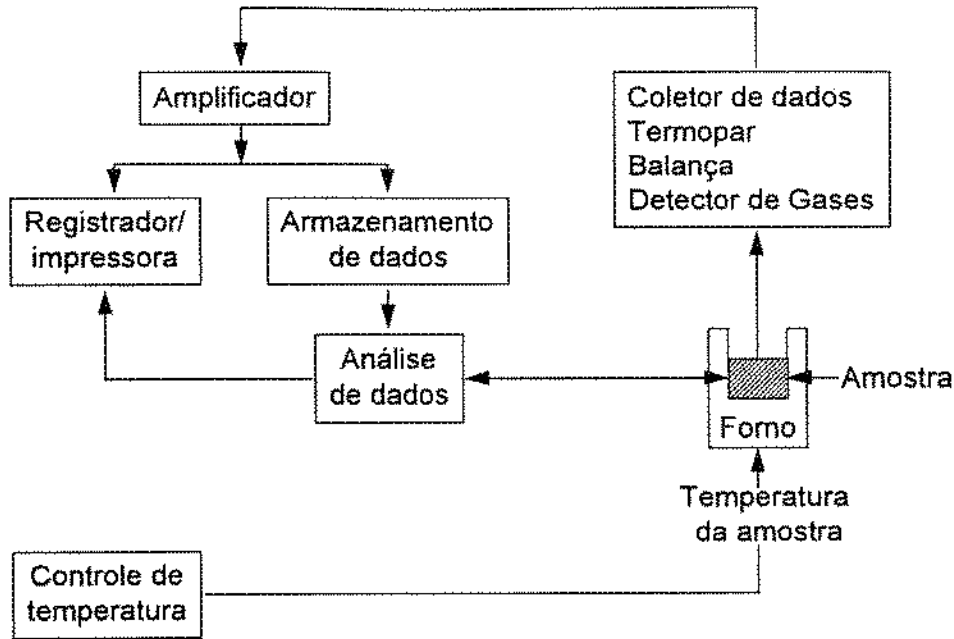 Amplificador
Coletor de dados
Termopar
Balança
Detector de Gases
Registrador/
impressora
Armazenamento
de dados
Análise
de dados
Amostra
Forno
Temperatura
da amostra
Controle de
temperatura